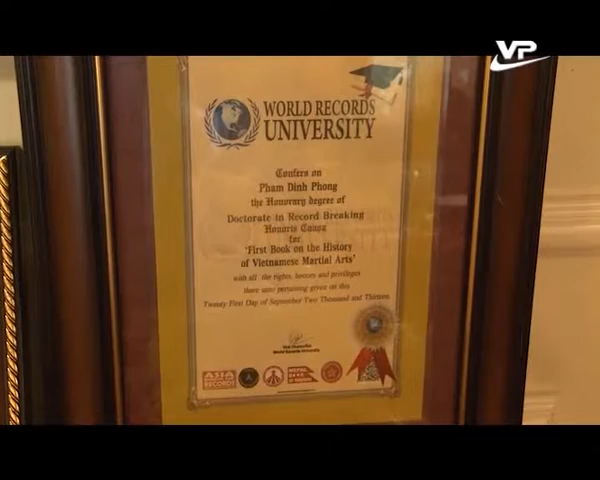 VP
WORLD RECORDS
UNIVERSITY
Confers on
Pham Dinh Phong
the Honorary degree of
Doctorate in Record Breaking
Honoris Causa
for
'First Book on the History
of Vietnamese Martial Arts'
with all the rights, honors and privileges
there unto pertaining given on this
Twenty First Day of September Two Thousand and Thirteen
Vice Chancellor
World Records University
ASIA
RECORDS